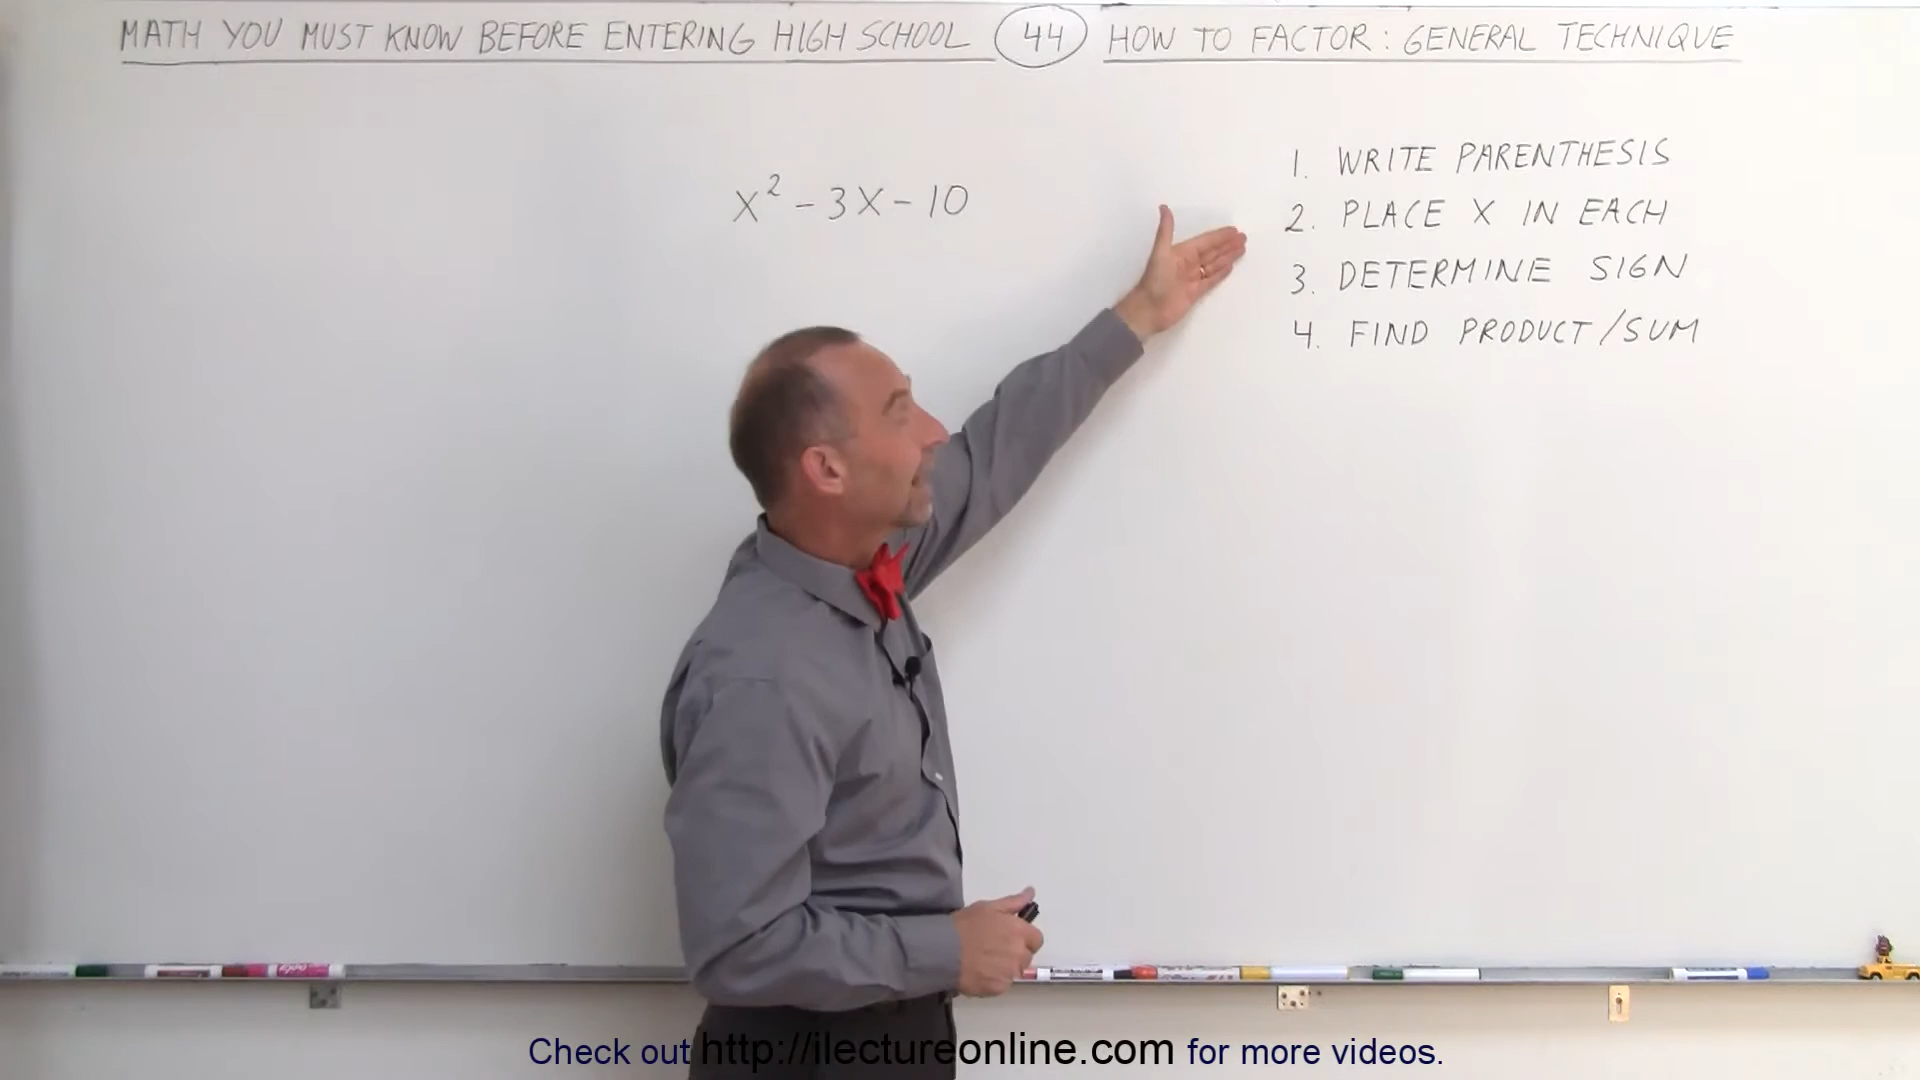 MATH YOU MUST KNOW BEFORE ENTERING HIGH SCHOOL 44 HOW TO FACTOR: GENERAL TECHNIQUE
x² - 3x - 10
1. WRITE PARENTHESIS
2. PLACE X IN EACH
3. DETERMINE SIGN
4. FIND PRODUCT/SUM
Check out http://ilectureonline.com for more videos.